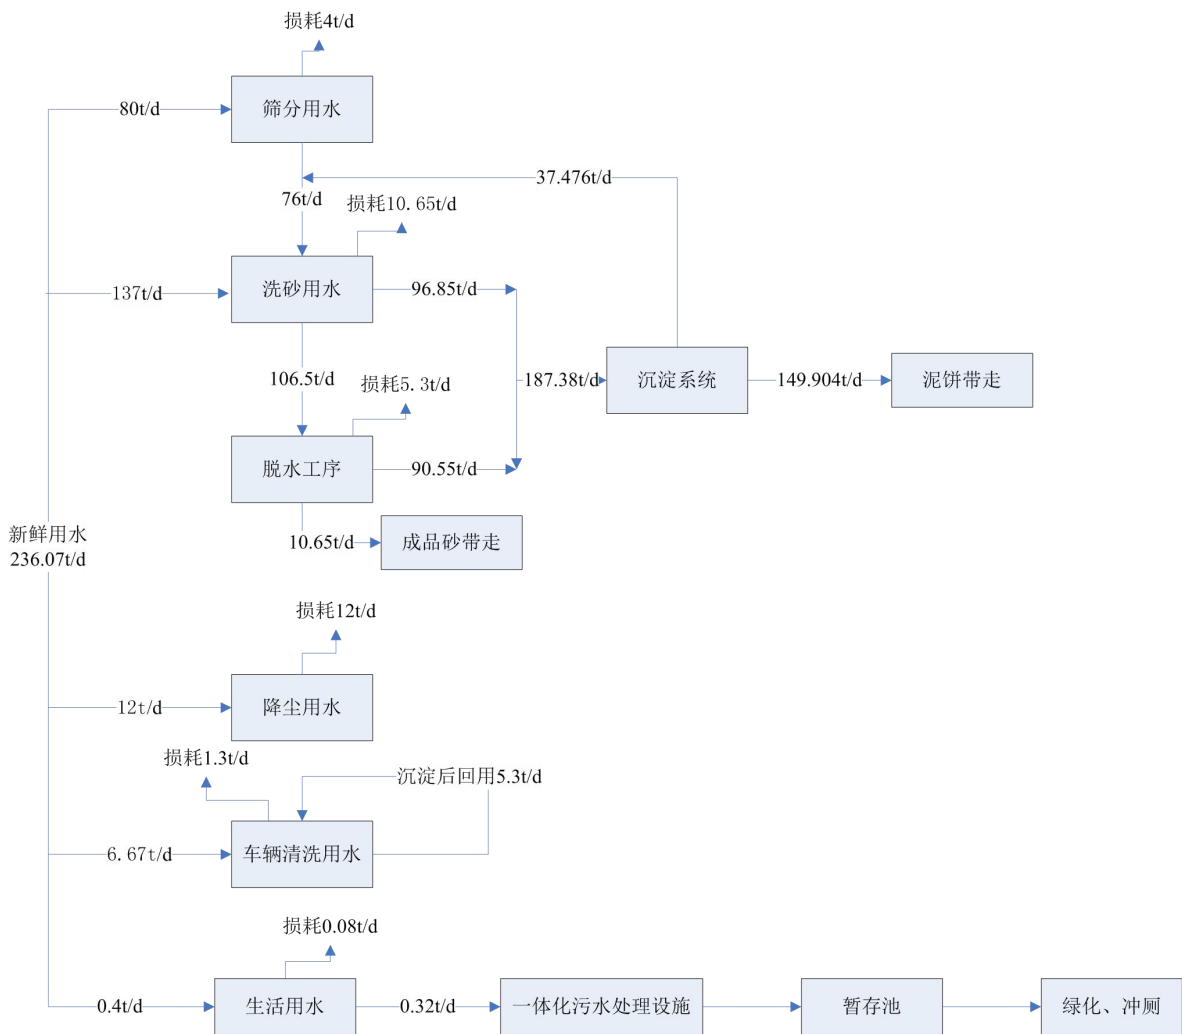 损耗4t/d
80t/d
筛分用水
37.476t/d
76t/d
损耗10.65t/d
137t/d
洗砂用水
96.85t/d
106.5t/d
损耗5.3t/d
187.38t/d
沉淀系统
149.904t/d
泥饼带走
脱水工序
90.55t/d
新鲜用水
236.07t/d
10.65t/d
成品砂带走
损耗12t/d
12t/d
降尘用水
损耗1.3t/d
沉淀后回用5.3t/d
6.67t/d
车辆清洗用水
损耗0.08t/d
0.4t/d
生活用水
0.32t/d
一体化污水处理设施
暂存池
绿化、冲厕